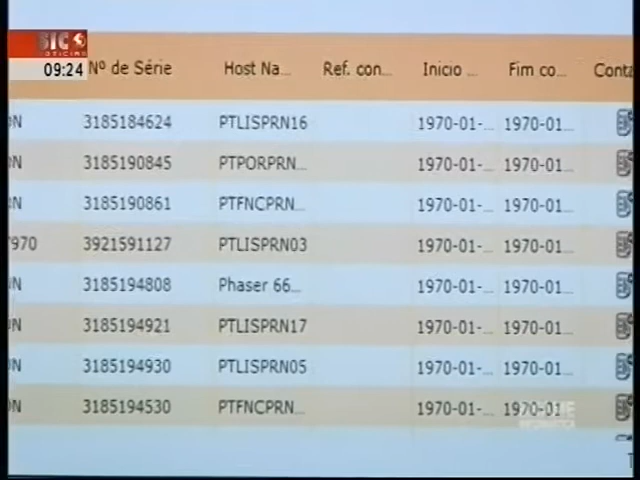 SIC
NOTÍCIAS
09:24
Nº de Série Host Na... Ref. con... Inicio ... Fim co... Conta
ON 3185184624 PTLISPRN16 1970-01-... 1970-01...
3185190845 PTPORPRN... 1970-01-... 1970-01...
3185190861 PTFNCPRN... 1970-01-... 1970-01...
7970 3921591127 PTLISPRN03 1970-01-... 1970-01...
3185194808 Phaser 66... 1970-01-... 1970-01...
3185194921 PTLISPRN17 1970-01-... 1970-01...
3185194930 PTLISPRN05 1970-01-... 1970-01...
ON 3185194530 PTFNCPRN... 1970-01-... 1970-01...